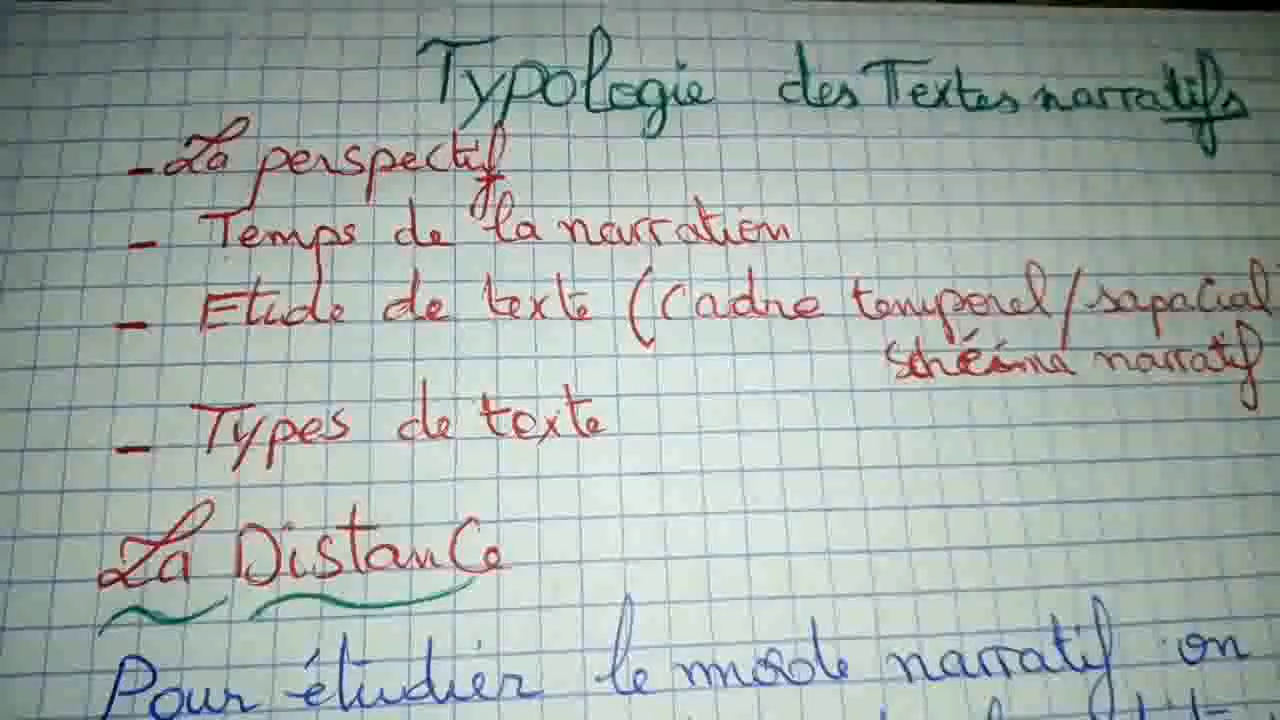 Typologie des Textes narratifs
- La perspectif
- Temps de la narration
- Etude de texte (Cadre temporel/sapacial
schéma narratif
- Types de texte
La Distance
Pour étudier le mode narratif on